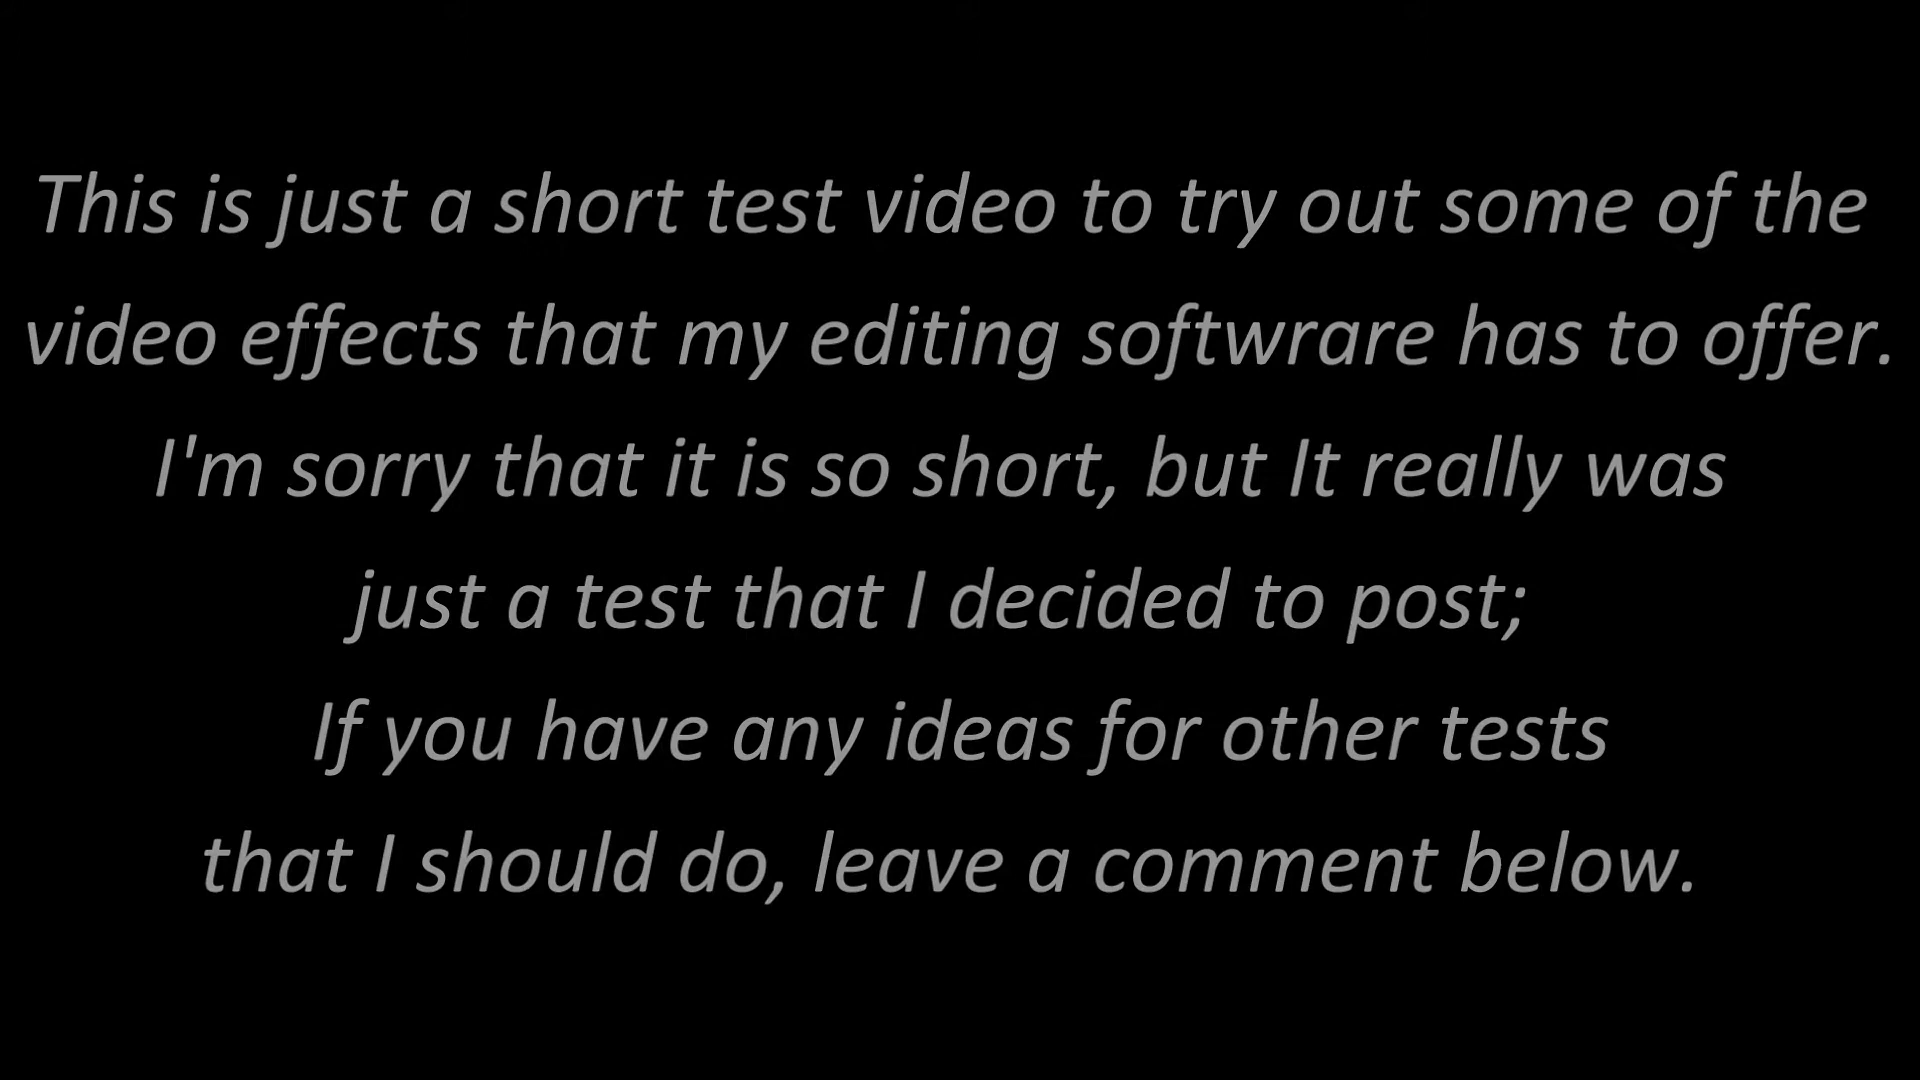 This is just a short test video to try out some of the
video effects that my editing softwrare has to offer.
I'm sorry that it is so short, but It really was
just a test that I decided to post;
If you have any ideas for other tests
that I should do, leave a comment below.